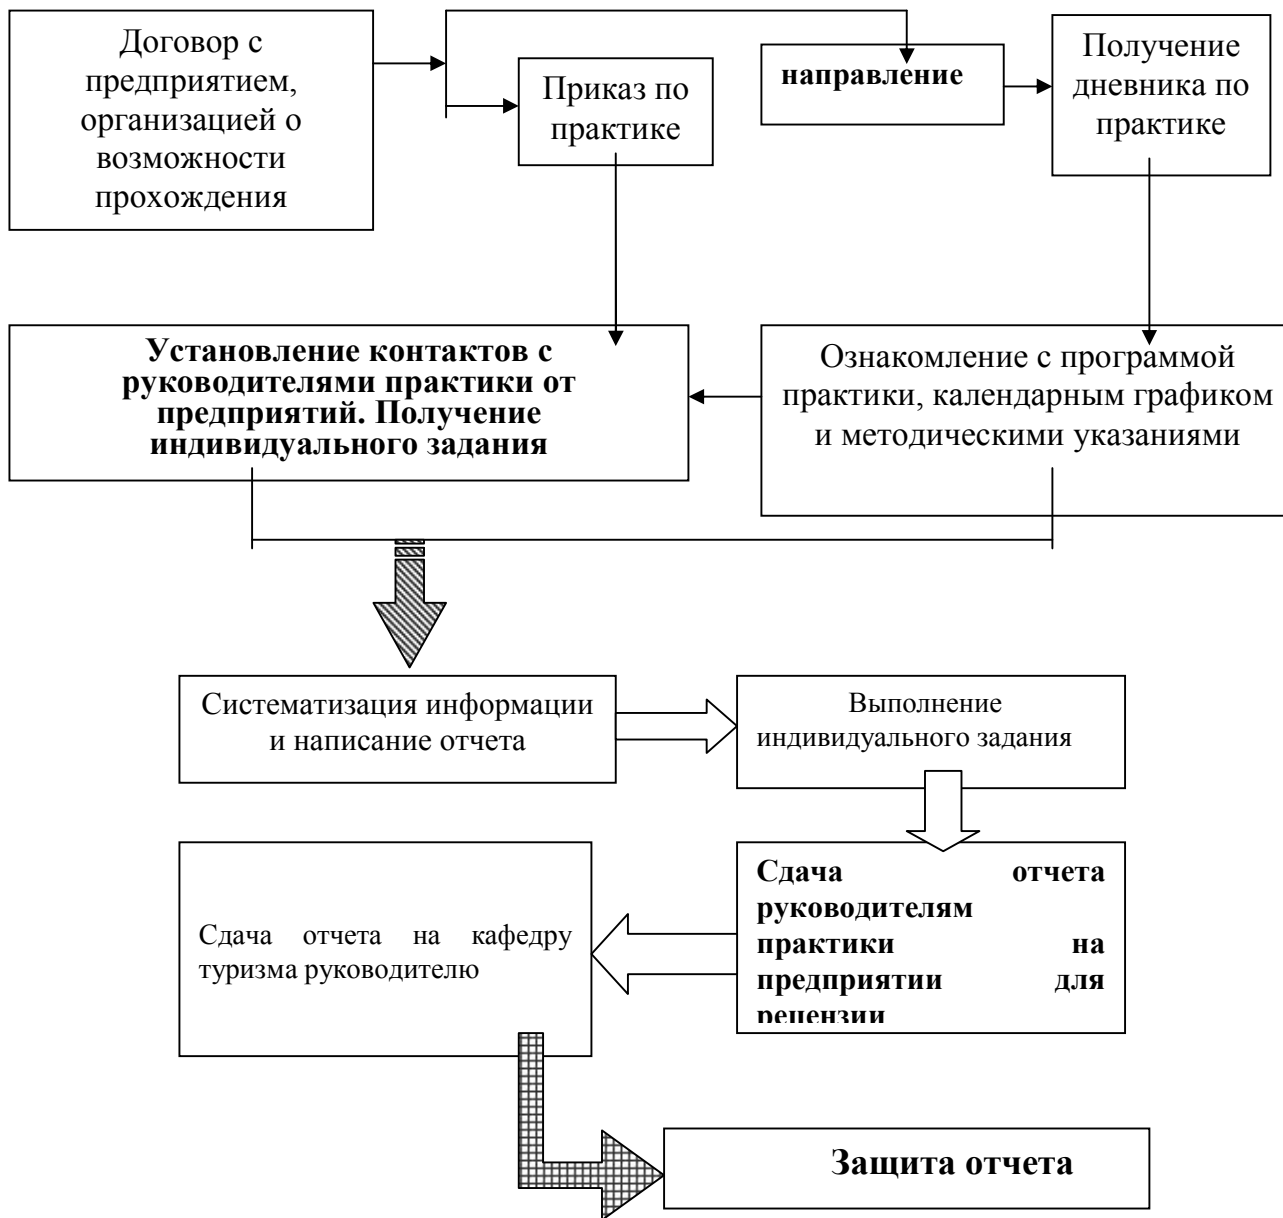 Договор с
предприятием,
организацией о
возможности
прохождения
Приказ по
практике
направление
Получение
дневника по
практике
Установление контактов с
руководителями практики от
предприятий. Получение
индивидуального задания
Ознакомление с программой
практики, календарным графиком
и методическими указаниями
Систематизация информации
и написание отчета
Выполнение
индивидуального задания
Сдача отчета
руководителям
практики на
предприятии для
рецензии
Сдача отчета на кафедру
туризма руководителю
Защита отчета